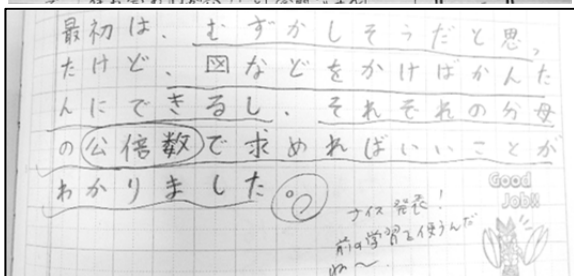 最初は、むずかしそうだと思っ
たけど、図などをかけばかんた
んにできるし、それぞれの分母
の公倍数で求めればいいことが
わかりました
ナイス発発!
前の学習を使うんだ
ね〜
Good
Job!!